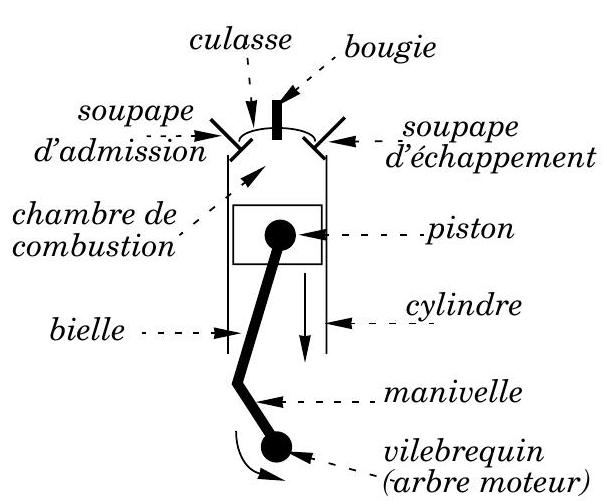 culasse
bougie
soupape
d'admission
soupape
d'échappement
chambre de
combustion
piston
cylindre
bielle
manivelle
vilebrequin
(arbre moteur)